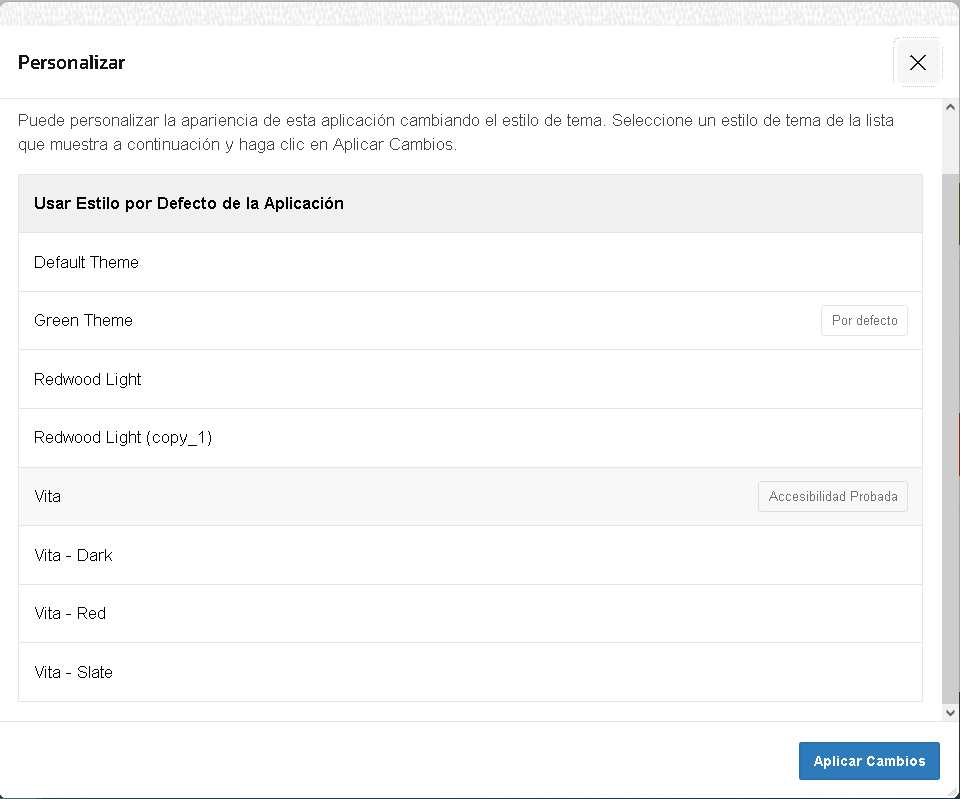 Personalizar
Puede personalizar la apariencia de esta aplicación cambiando el estilo de tema. Seleccione un estilo de tema de la lista
que muestra a continuación y haga clic en Aplicar Cambios.
Usar Estilo por Defecto de la Aplicación
Default Theme
Green Theme
Por defecto
Redwood Light
Redwood Light (copy_1)
Vita
Accesibilidad Probada
Vita - Dark
Vita - Red
Vita - Slate
Aplicar Cambios